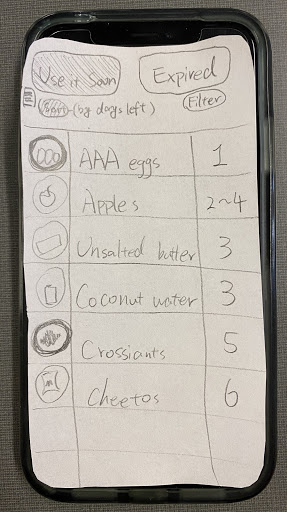 Use it Soon
Expired
Sort (by days left)
Filter
AAA eggs 1
Apples 2~4
Unsalted butter 3
Coconut water 3
Crossiants 5
Cheetos 6